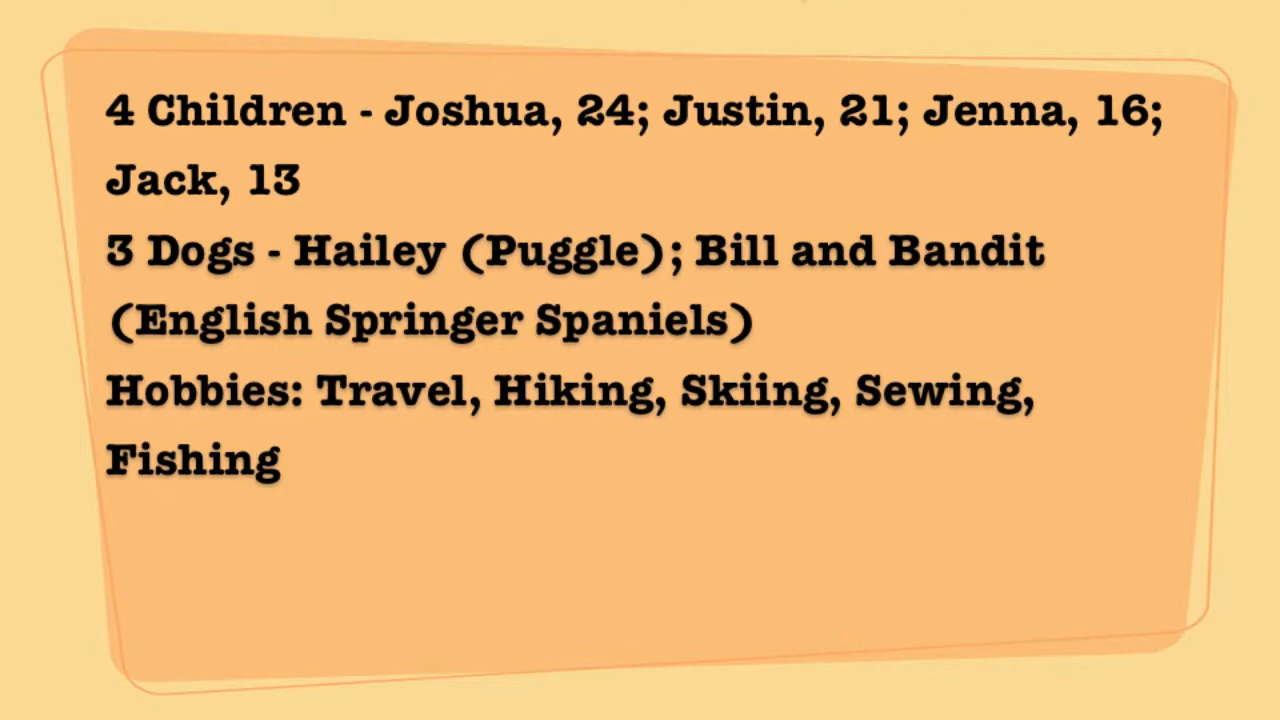 4 Children - Joshua, 24; Justin, 21; Jenna, 16;
Jack, 13
3 Dogs - Hailey (Puggle); Bill and Bandit
(English Springer Spaniels)
Hobbies: Travel, Hiking, Skiing, Sewing,
Fishing